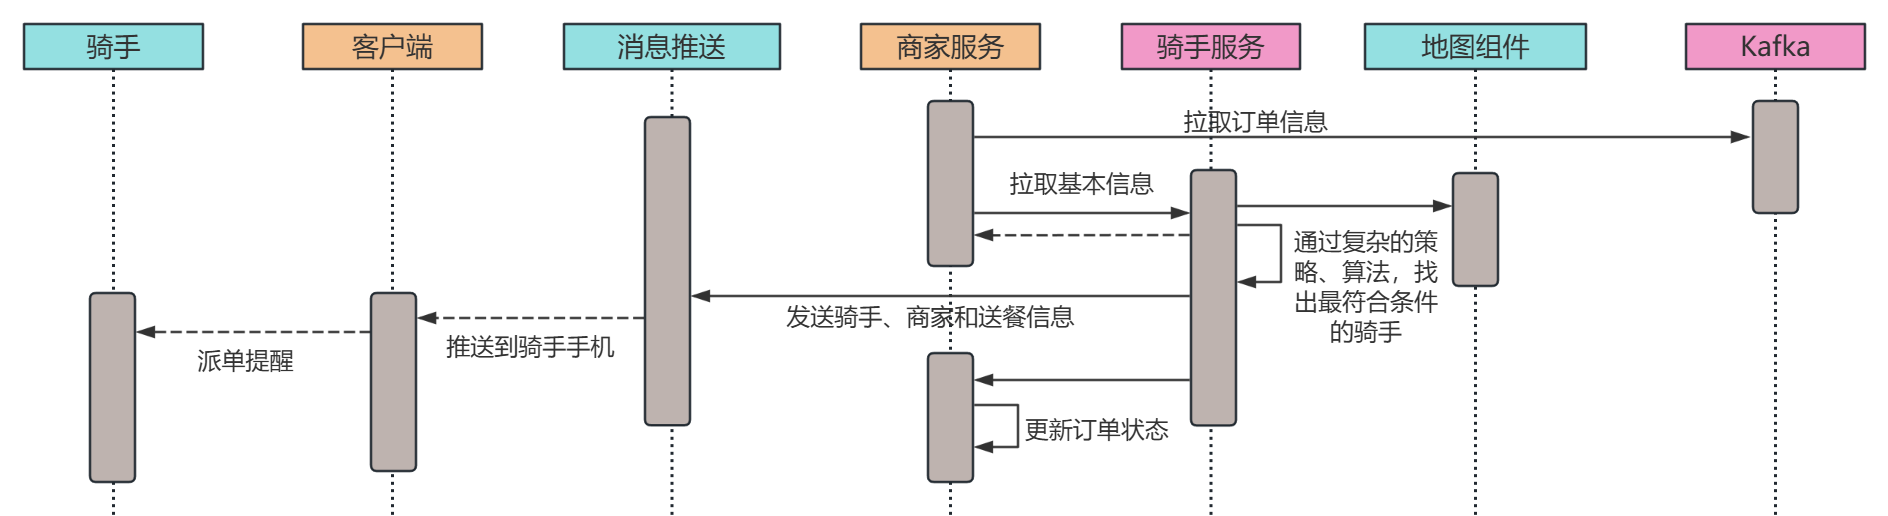 骑手
客户端
消息推送
商家服务
骑手服务
地图组件
Kafka
拉取订单信息
拉取基本信息
通过复杂的策
略、算法，找
出最符合条件
的骑手
发送骑手、商家和送餐信息
推送到骑手手机
派单提醒
更新订单状态